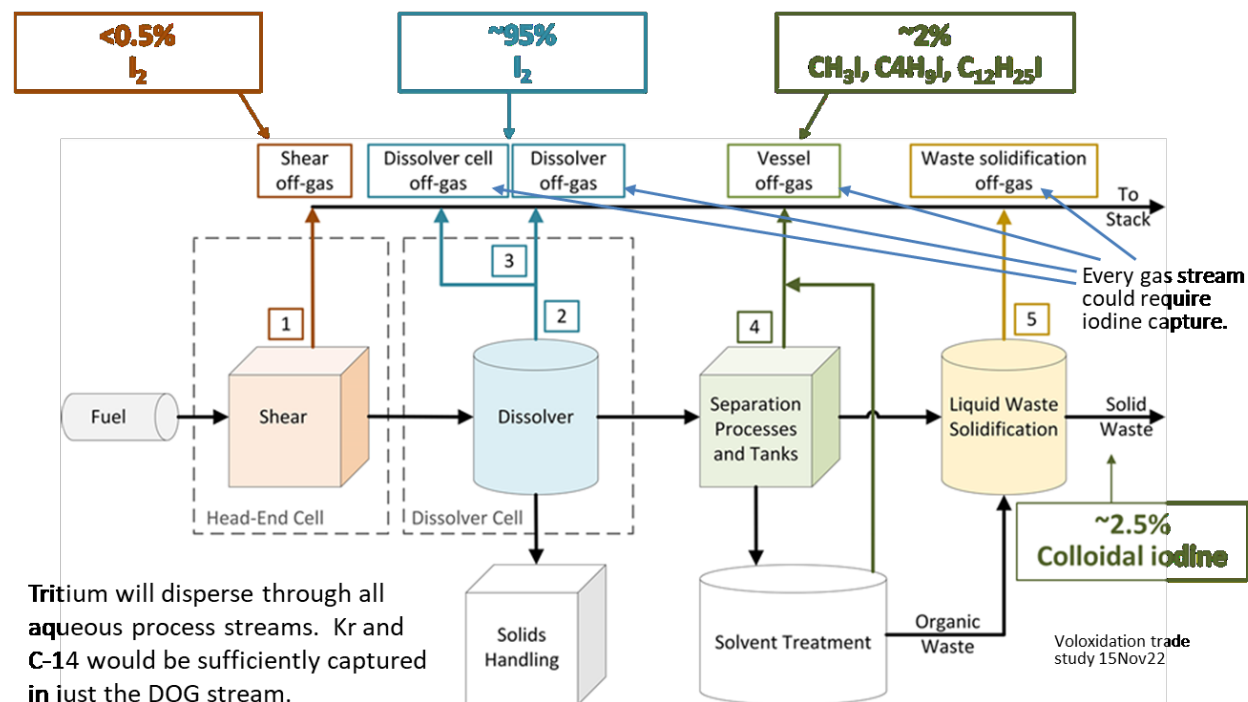 <0.5%
I2
~95%
I2
~2%
CH3I, C4H9I, C12H25I
Shear
off-gas
Dissolver cell
off-gas
Dissolver
off-gas
Vessel
off-gas
Waste solidification
off-gas
To
Stack
Every gas stream
could require
iodine capture.
1
3
2
4
5
Fuel
Shear
Dissolver
Separation
Processes
and Tanks
Liquid Waste
Solidification
Solid
Waste
Head-End Cell
Dissolver Cell
~2.5%
Colloidal iodine
Tritium will disperse through all
aqueous process streams. Kr and
C-14 would be sufficiently captured
in just the DOG stream.
Solids
Handling
Solvent Treatment
Organic
Waste
Voloxidation trade
study 15Nov22